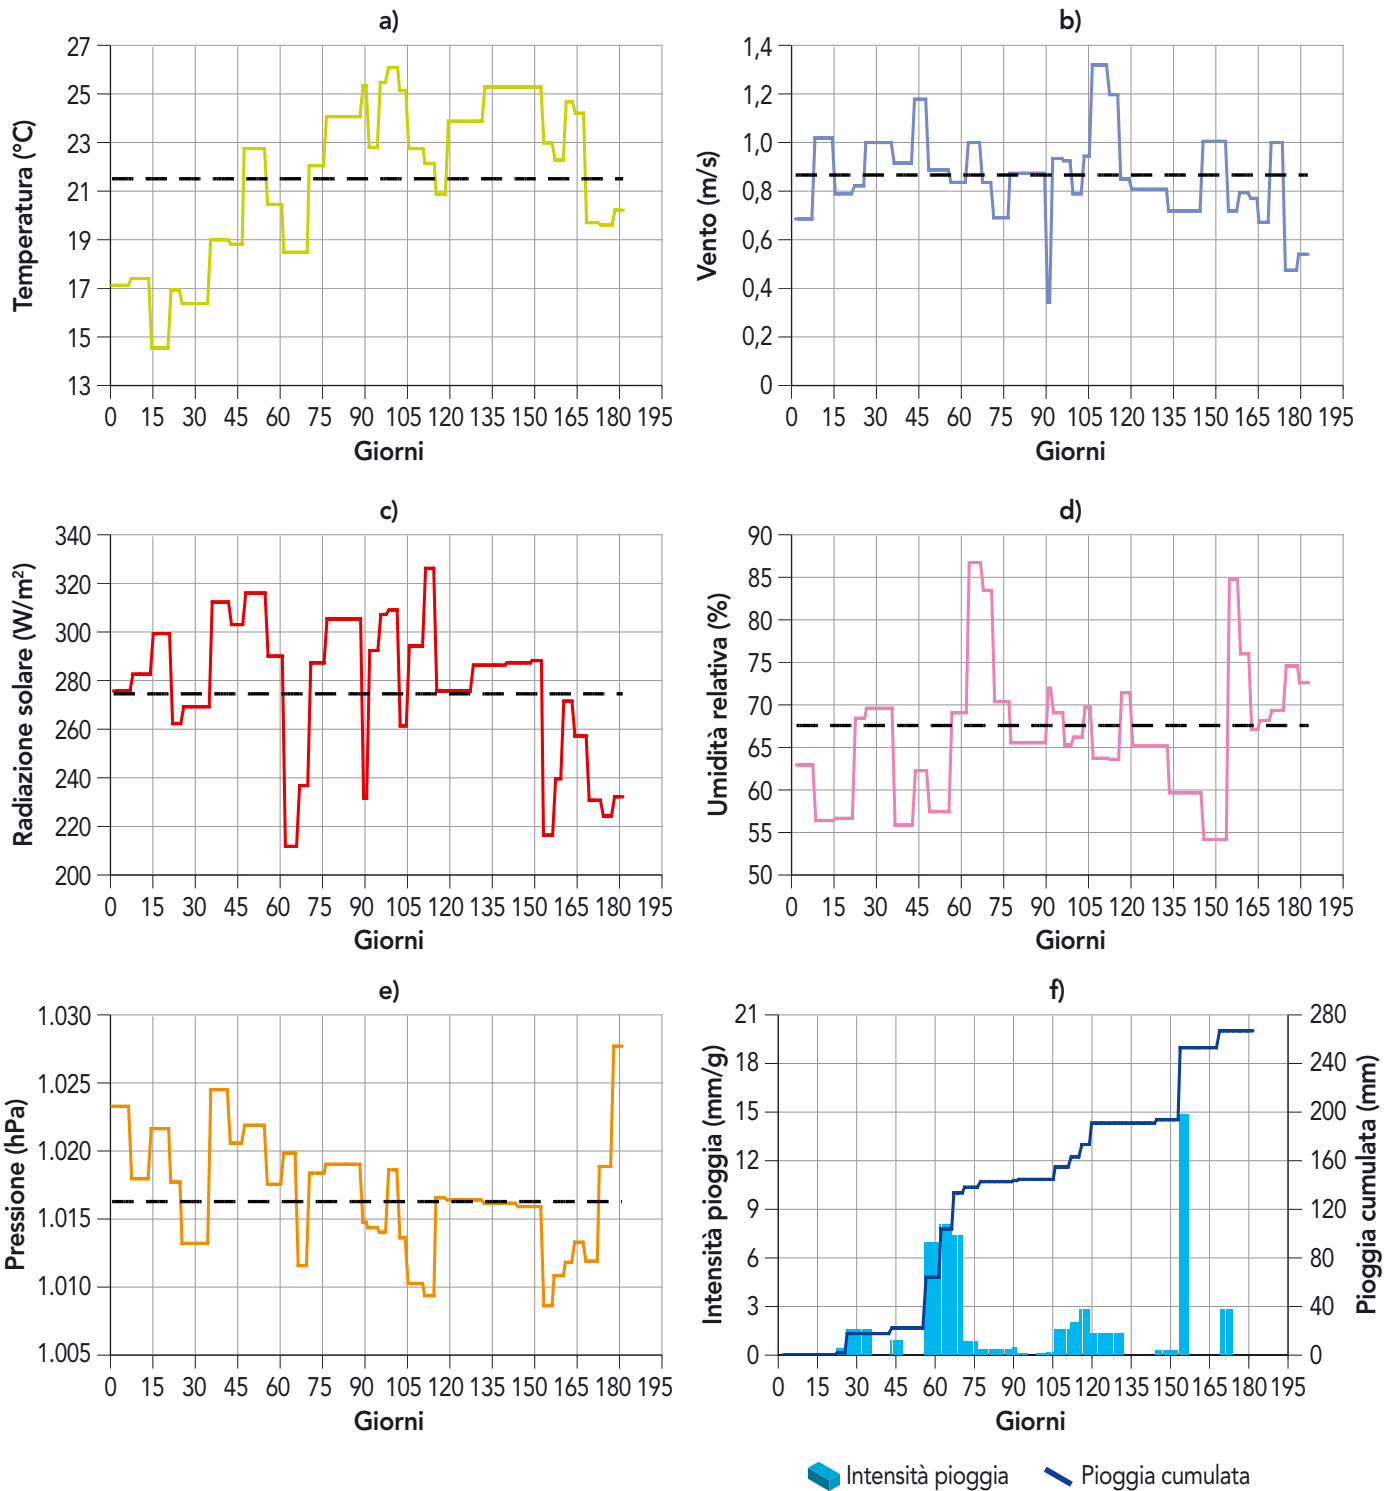 a)
27
25
23
21
19
17
15
13
Temperatura (°C)
0 15 30 45 60 75 90 105 120 135 150 165 180 195
Giorni
b)
1,4
1,2
1,0
0,8
0,6
0,4
0,2
0
Vento (m/s)
0 15 30 45 60 75 90 105 120 135 150 165 180 195
Giorni
c)
340
320
300
280
260
240
220
200
Radiazione solare (W/m²)
0 15 30 45 60 75 90 105 120 135 150 165 180 195
Giorni
d)
90
85
80
75
70
65
60
55
50
Umidità relativa (%)
0 15 30 45 60 75 90 105 120 135 150 165 180 195
Giorni
e)
1.030
1.025
1.020
1.015
1.010
1.005
Pressione (hPa)
0 15 30 45 60 75 90 105 120 135 150 165 180 195
Giorni
f)
21
18
15
12
9
6
3
0
Intensità pioggia (mm/g)
280
240
200
160
120
80
40
0
Pioggia cumulata (mm)
0 15 30 45 60 75 90 105 135 150 165 180 195
Giorni
Intensità pioggia
Pioggia cumulata